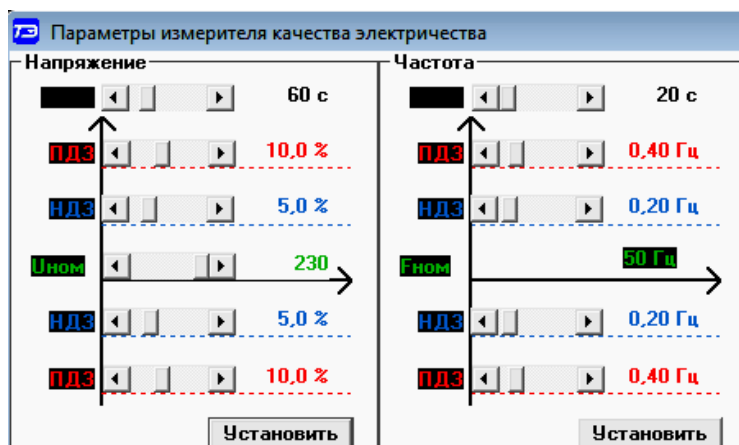 ТЭ Параметры измерителя качества электричества
Напряжение
60 с
ПДЗ 10,0 %
НДЗ 5,0 %
Uном 230
НДЗ 5,0 %
ПДЗ 10,0 %
Установить
Частота
20 с
ПДЗ 0,40 Гц
НДЗ 0,20 Гц
Fном 50 Гц
НДЗ 0,20 Гц
ПДЗ 0,40 Гц
Установить